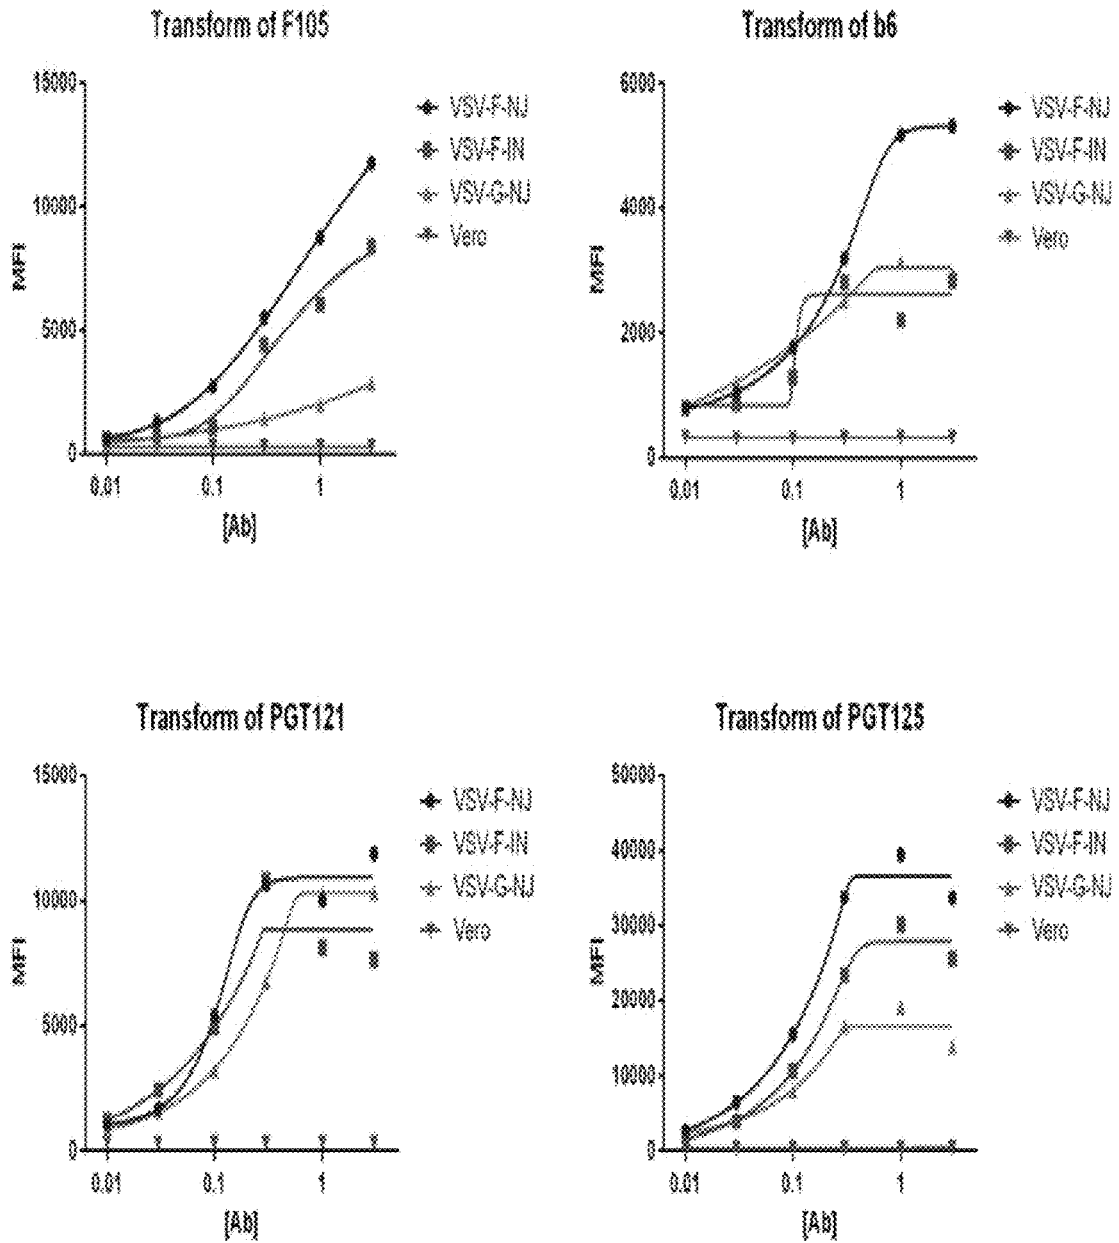 Transform of F105
15000
10000
5000
0
MFI
0.01
0.1
1
[Ab]
VSV-F-NJ
VSV-F-IN
VSV-G-NJ
Vero
Transform of b6
6000
4000
2000
0
MFI
0.01
0.1
1
[Ab]
VSV-F-NJ
VSV-F-IN
VSV-G-NJ
Vero
Transform of PGT121
15000
10000
5000
0
MFI
0.01
0.1
1
[Ab]
VSV-F-NJ
VSV-F-IN
VSV-G-NJ
Vero
Transform of PGT125
50000
40000
30000
20000
10000
0
MFI
0.01
0.1
1
[Ab]
VSV-F-NJ
VSV-F-IN
VSV-G-NJ
Vero